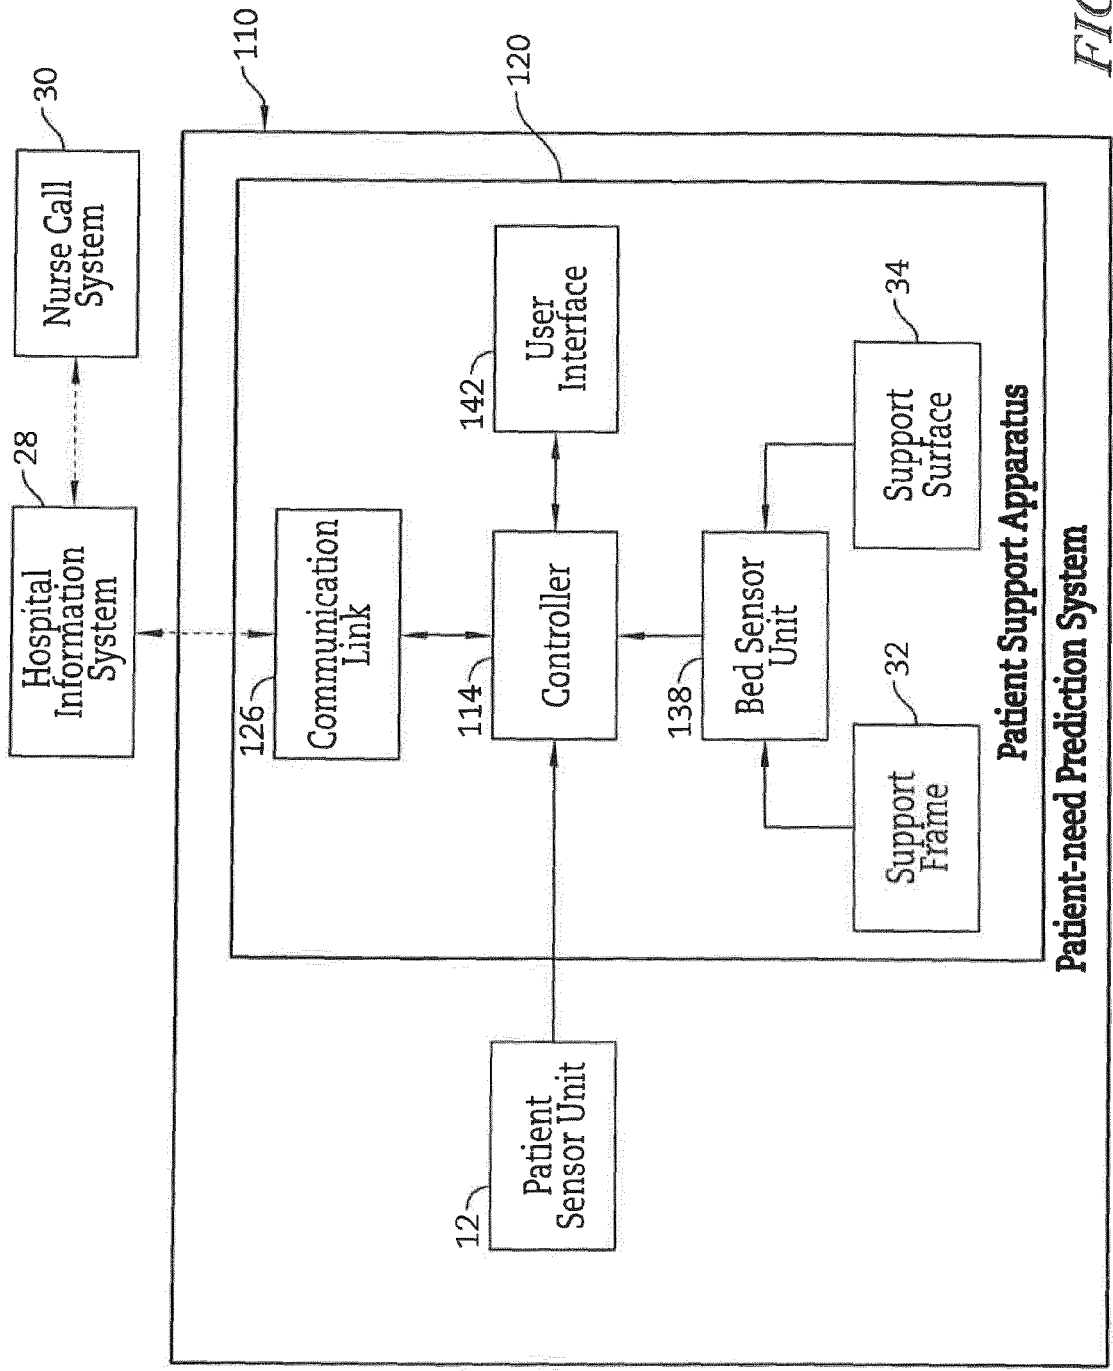 28
30
Hospital
Information
System
Nurse Call
System
110
120
126
Communication
Link
12
Patient
Sensor Unit
114
Controller
142
User
Interface
138
Bed Sensor
Unit
32
Support
Frame
34
Support
Surface
Patient Support Apparatus
Patient-need Prediction System